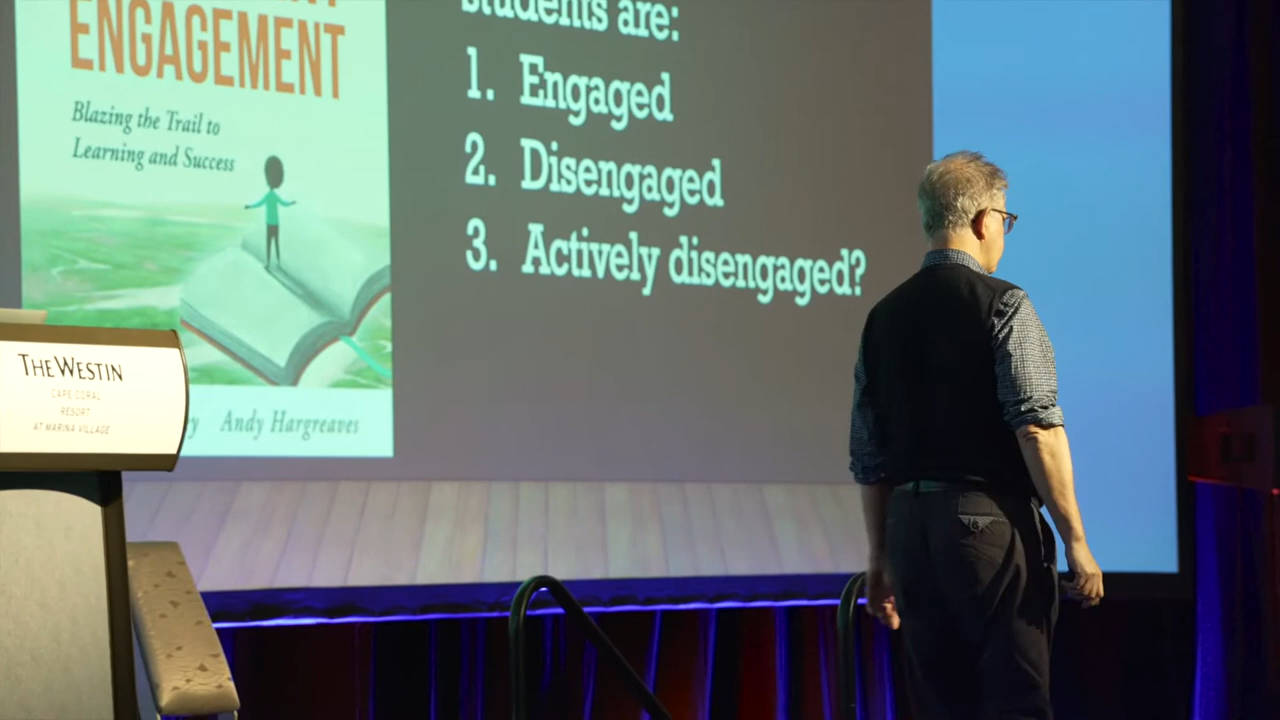 ENGAGEMENT
Blazing the Trail to
Learning and Success
Andy Hargreaves
students are:
1. Engaged
2. Disengaged
3. Actively disengaged?
THE WESTIN
CAPE CORAL
RESORT
AT MARINA VILLAGE